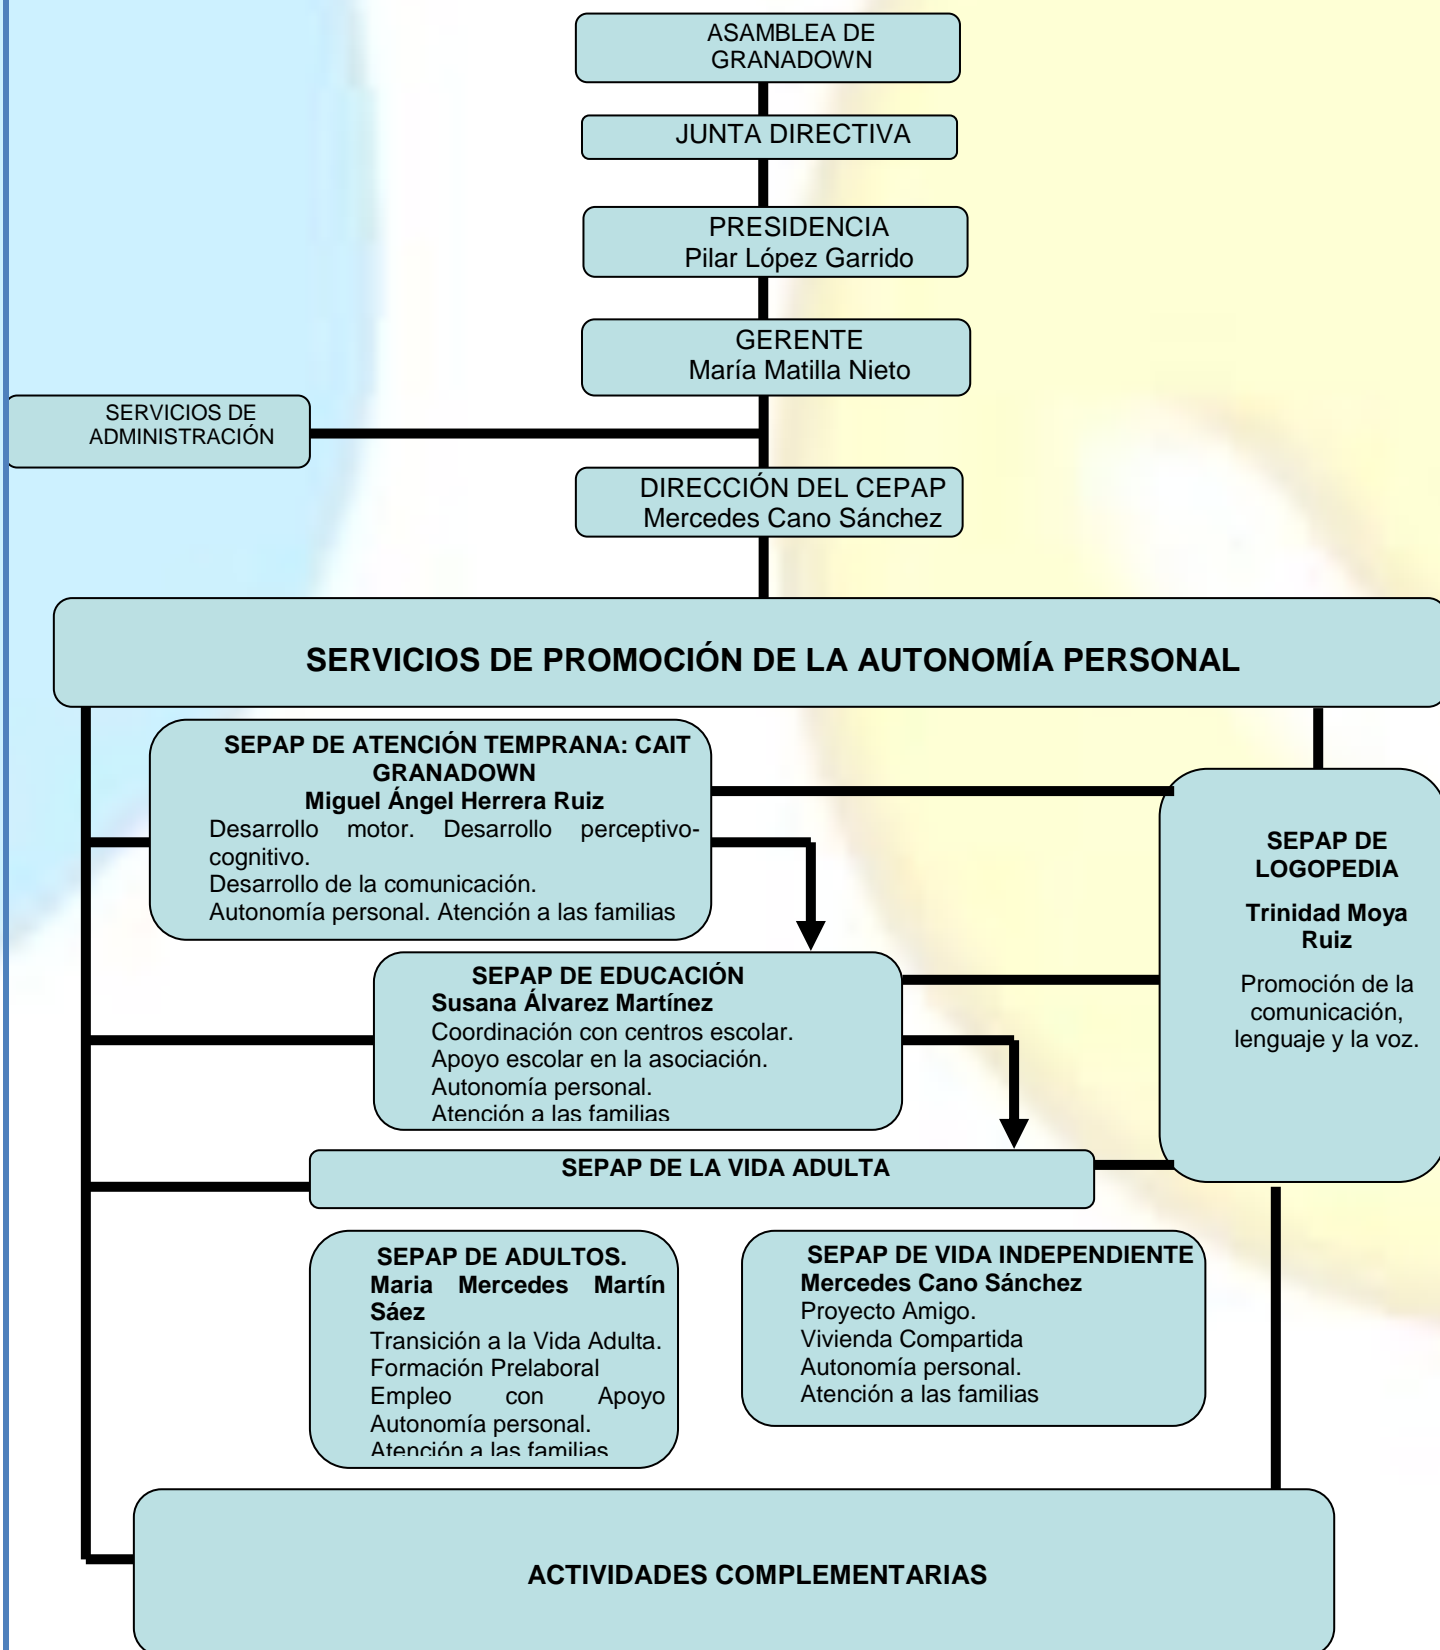 ASAMBLEA DE
GRANADOWN
JUNTA DIRECTIVA
PRESIDENCIA
Pilar López Garrido
GERENTE
María Matilla Nieto
SERVICIOS DE
ADMINISTRACIÓN
DIRECCIÓN DEL CEPAP
Mercedes Cano Sánchez
SERVICIOS DE PROMOCIÓN DE LA AUTONOMÍA PERSONAL
SEPAP DE ATENCIÓN TEMPRANA: CAIT
GRANADOWN
Miguel Ángel Herrera Ruiz
Desarrollo motor. Desarrollo perceptivo-
cognitivo.
Desarrollo de la comunicación.
Autonomía personal. Atención a las familias
SEPAP DE
LOGOPEDIA
Trinidad Moya
Ruiz
Promoción de la
comunicación,
lenguaje y la voz.
SEPAP DE EDUCACIÓN
Susana Álvarez Martínez
Coordinación con centros escolar.
Apoyo escolar en la asociación.
Autonomía personal.
Atención a las familias
SEPAP DE LA VIDA ADULTA
SEPAP DE ADULTOS.
Maria Mercedes Martín
Sáez
Transición a la Vida Adulta.
Formación Prelaboral
Empleo con Apoyo
Autonomía personal.
Atención a las familias
SEPAP DE VIDA INDEPENDIENTE
Mercedes Cano Sánchez
Proyecto Amigo.
Vivienda Compartida
Autonomía personal.
Atención a las familias
ACTIVIDADES COMPLEMENTARIAS